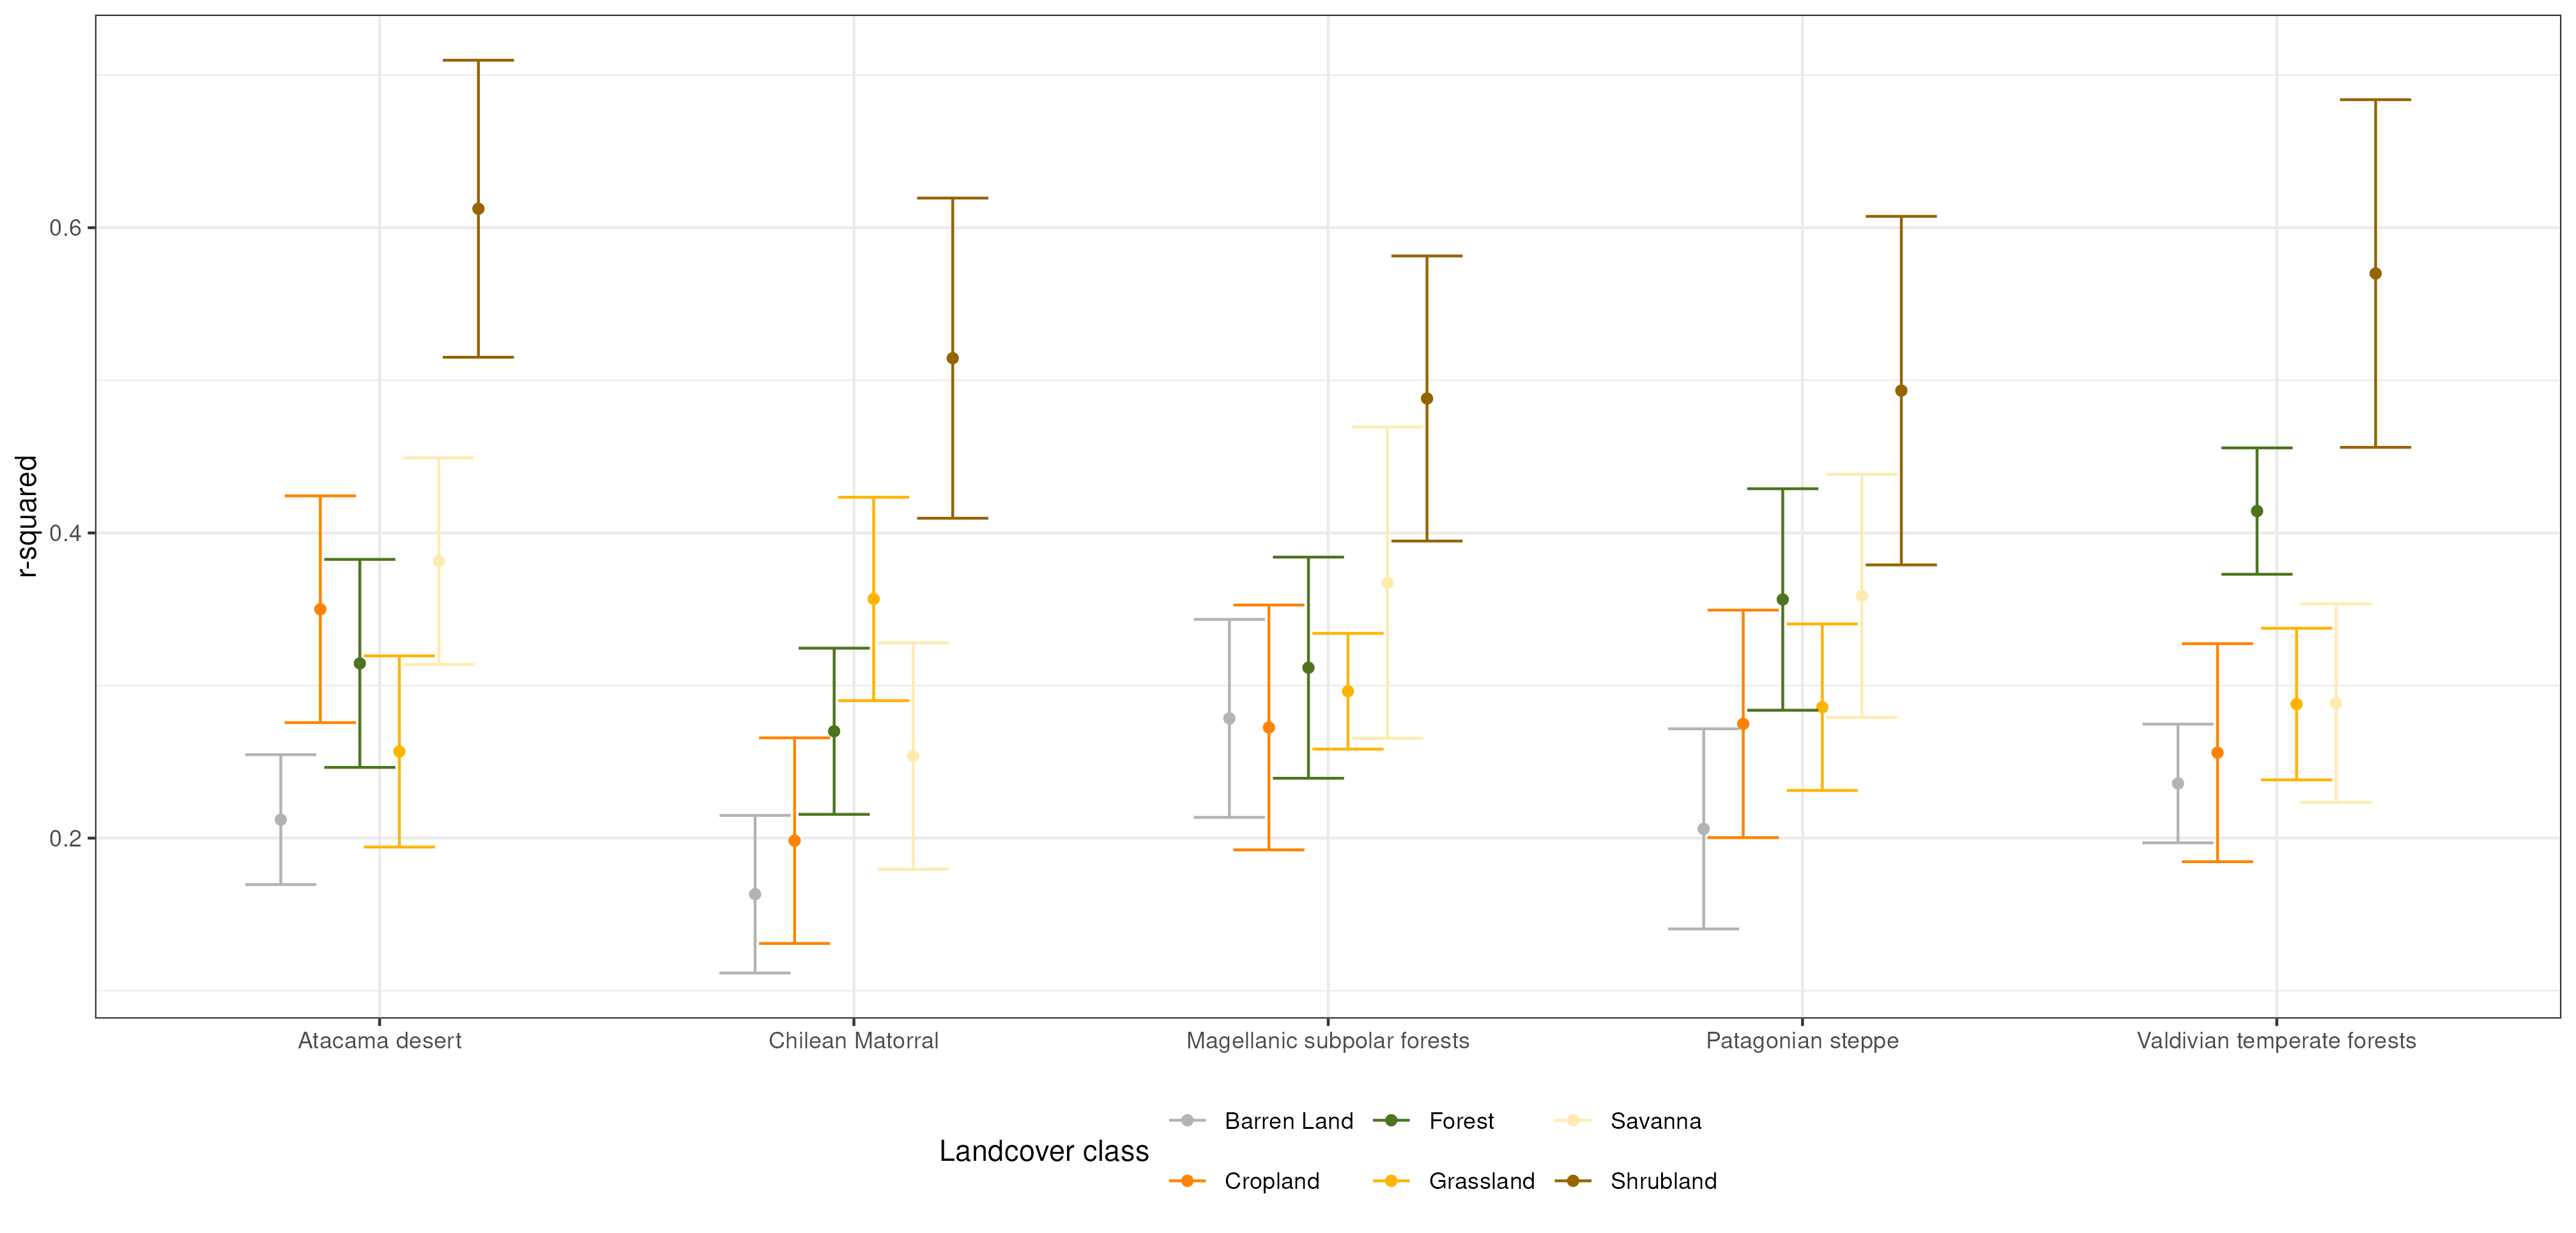 r-squared
0.6
0.4
0.2
Atacama desert
Chilean Matorral
Magellanic subpolar forests
Patagonian steppe
Valdivian temperate forests
Landcover class
Barren Land
Forest
Savanna
Cropland
Grassland
Shrubland